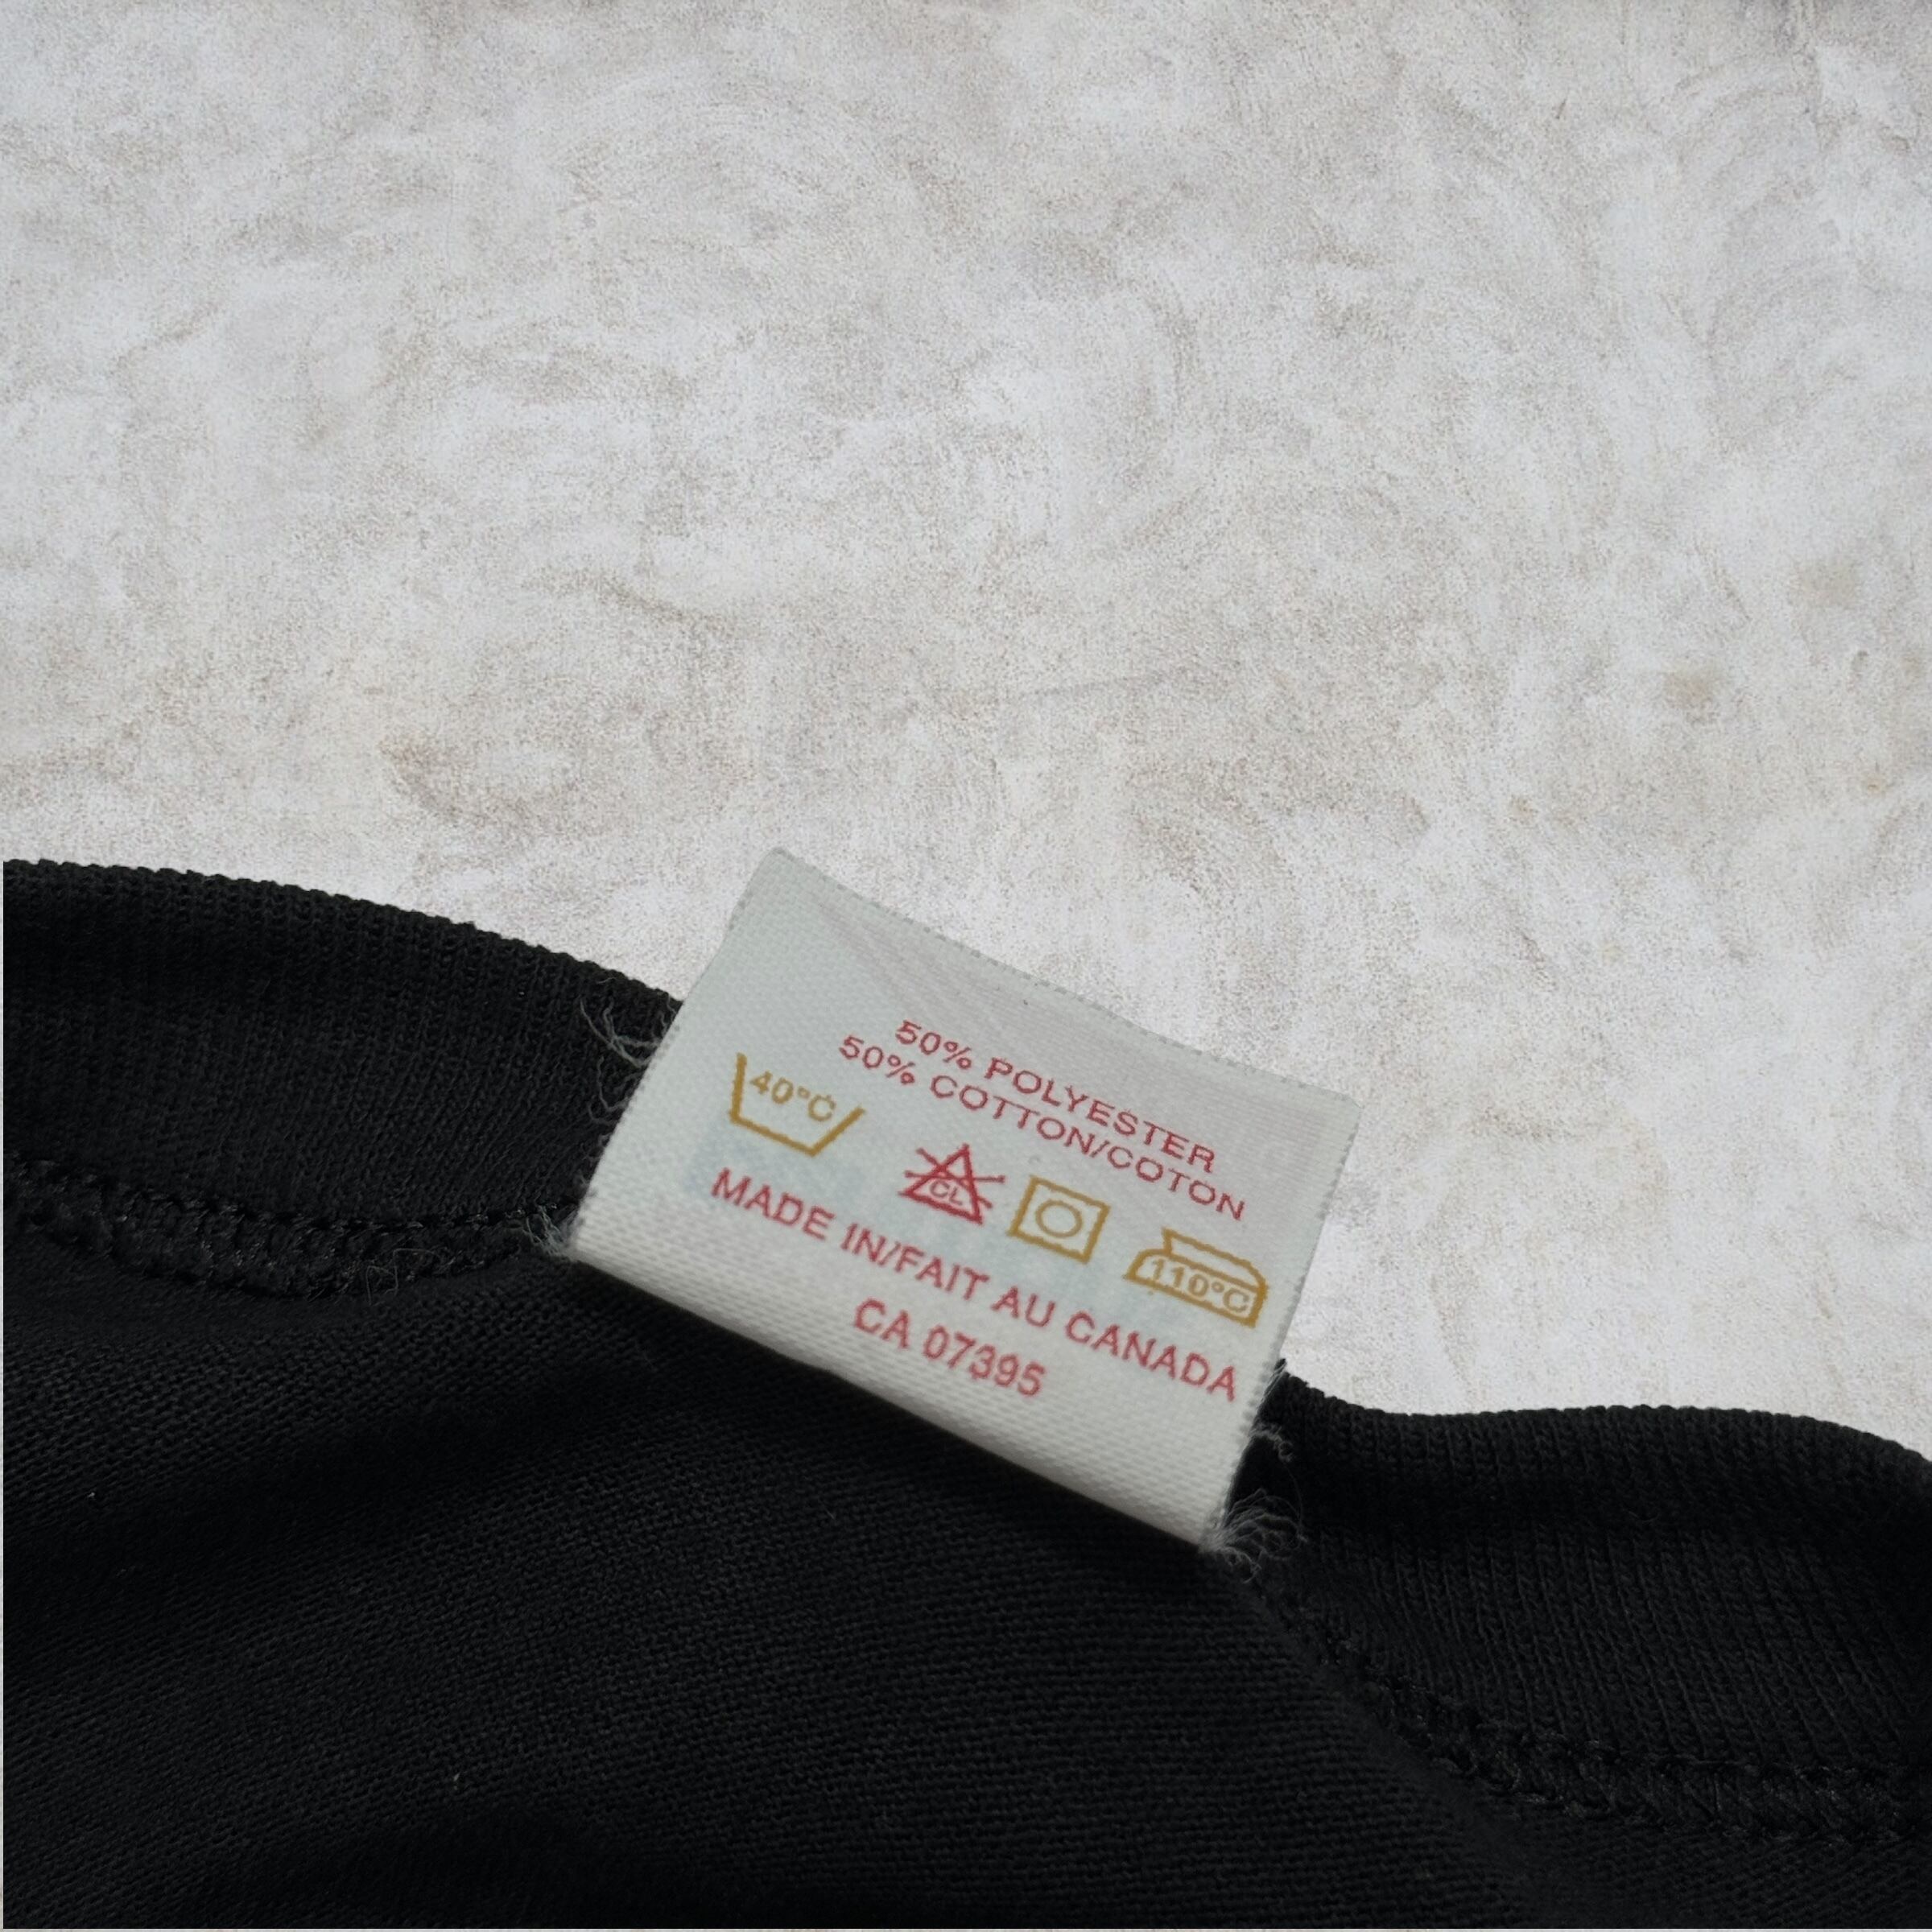 50% POLYESTER
50% COTTON/COTON
40°C CL 110°C
MADE IN/FAIT AU CANADA
CA 07395